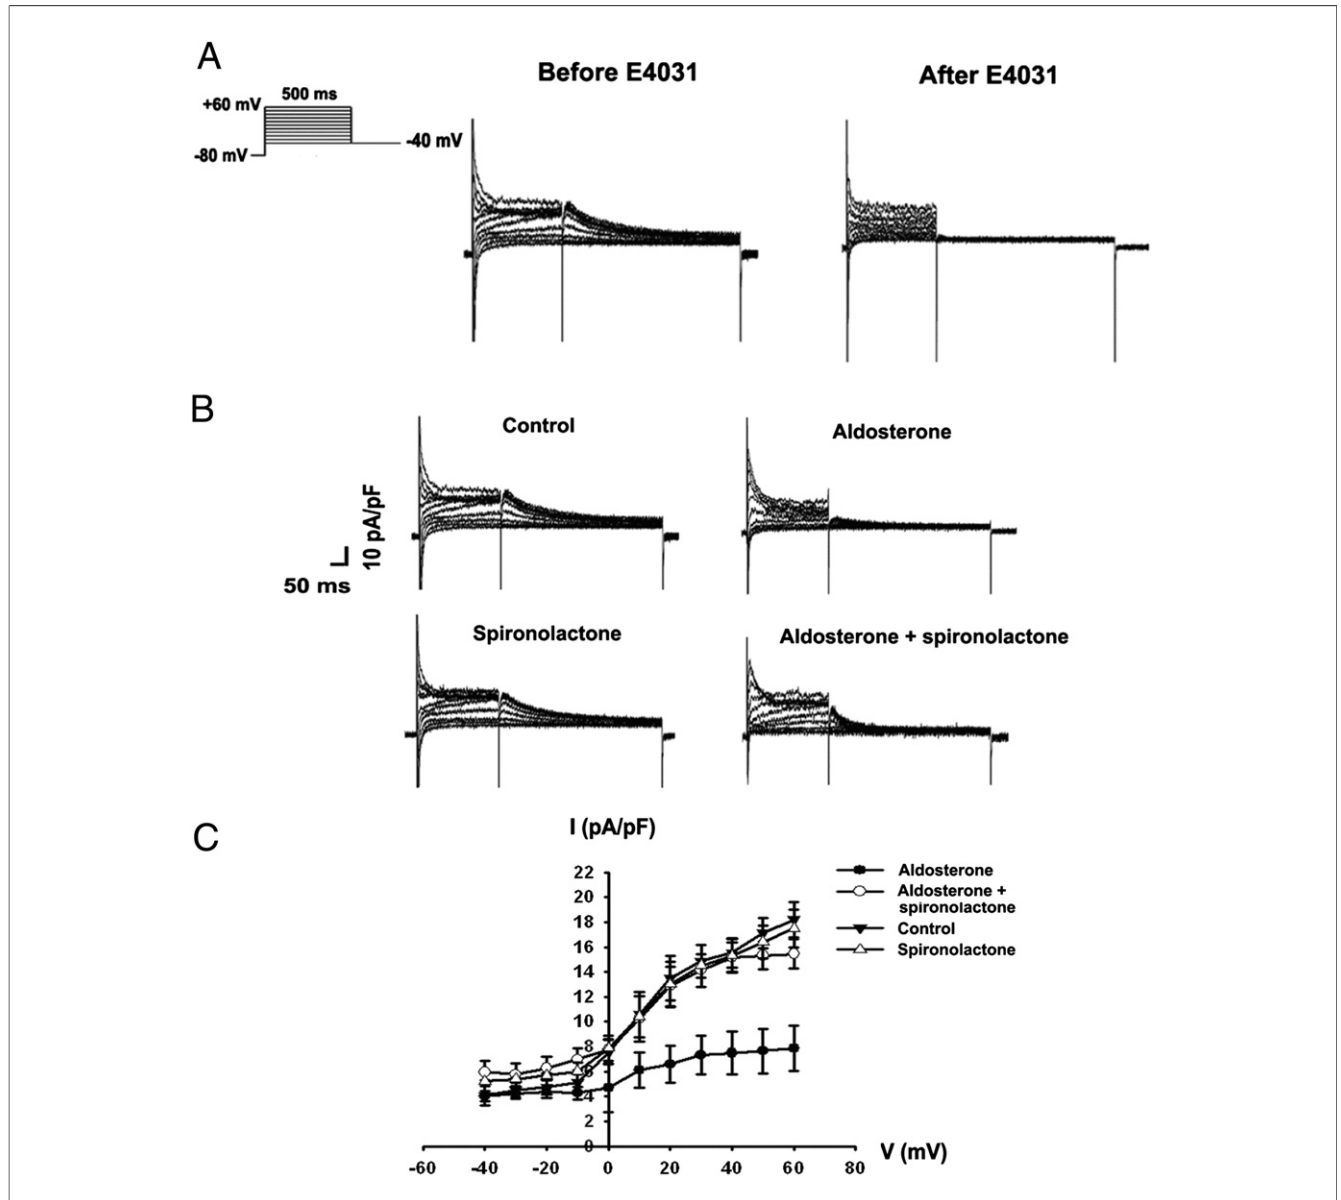 A
Before E4031
After E4031
500 ms
+60 mV
-40 mV
-80 mV
B
Control
Aldosterone
10 pA/pF
50 ms
Spironolactone
Aldosterone + spironolactone
C
I (pA/pF)
22
20
18
16
14
12
10
8
6
4
2
0
-60 -40 -20 0 20 40 60 80
V (mV)
Aldosterone
Aldosterone +
spironolactone
Control
Spironolactone